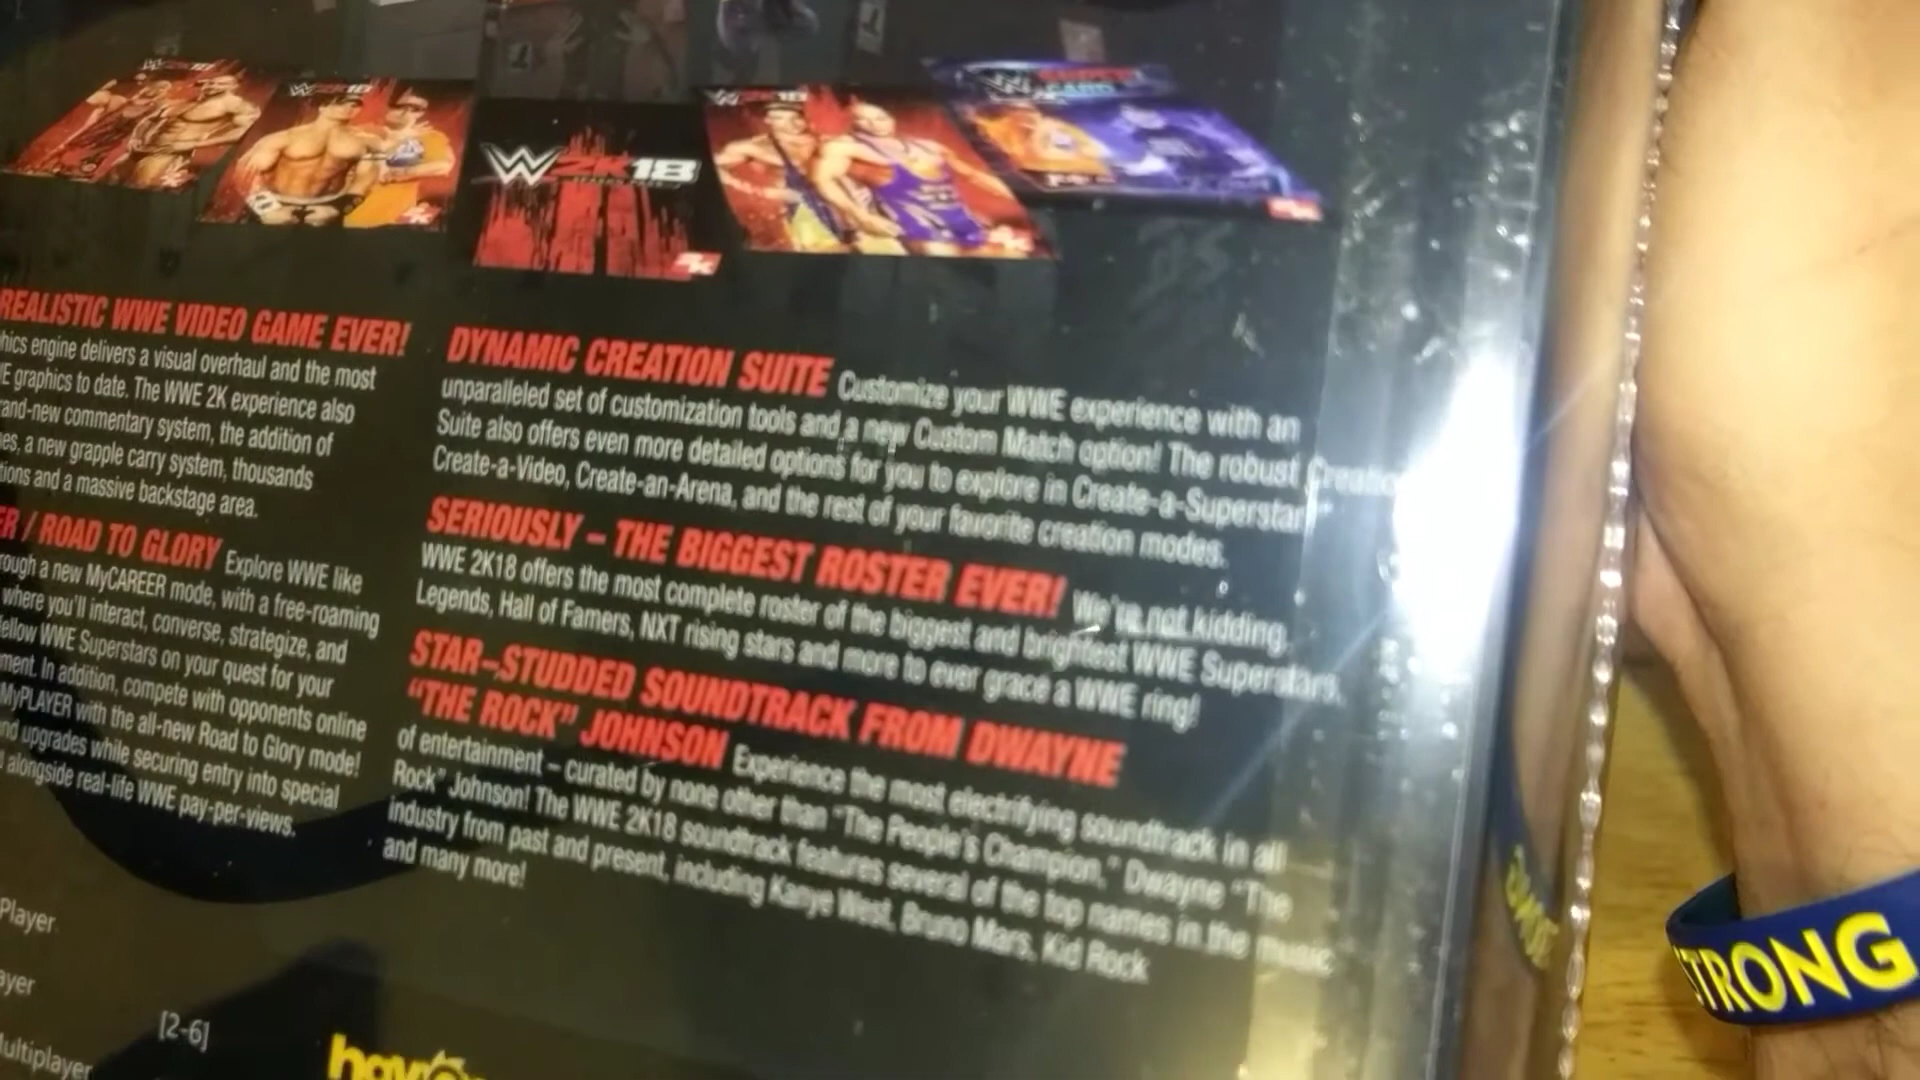 W2K18
W2K18
W2K18
W2K18
SUPER
CARD
2K
2K
2K
2K
REALISTIC WWE VIDEO GAME EVER!
hics engine delivers a visual overhaul and the most
E graphics to date. The WWE 2K experience also
rand-new commentary system, the addition of
es, a new grapple carry system, thousands
tions and a massive backstage area.
ER / ROAD TO GLORY Explore WWE like
rough a new MyCAREER mode, with a free-roaming
where you'll interact, converse, strategize, and
ellow WWE Superstars on your quest for your
ment. In addition, compete with opponents online
MyPLAYER with the all-new Road to Glory mode!
nd upgrades while securing entry into special
alongside real-life WWE pay-per-views.
DYNAMIC CREATION SUITE Customize your WWE experience with an
unparalleled set of customization tools and a new Custom Match option! The robust Creation
Suite also offers even more detailed options for you to explore in Create-a-Superstar,
Create-a-Video, Create-an-Arena, and the rest of your favorite creation modes.
SERIOUSLY – THE BIGGEST ROSTER EVER! We're not kidding.
WWE 2K18 offers the most complete roster of the biggest and brightest WWE Superstars,
Legends, Hall of Famers, NXT rising stars and more to ever grace a WWE ring!
STAR–STUDDED SOUNDTRACK FROM DWAYNE
“THE ROCK” JOHNSON Experience the most electrifying soundtrack in all
of entertainment – curated by none other than “The People's Champion,” Dwayne “The
Rock” Johnson! The WWE 2K18 soundtrack features several of the top names in the music
industry from past and present, including Kanye West, Bruno Mars, Kid Rock
and many more!
Player
ayer
[2-6]
ultiplayer
STRONG